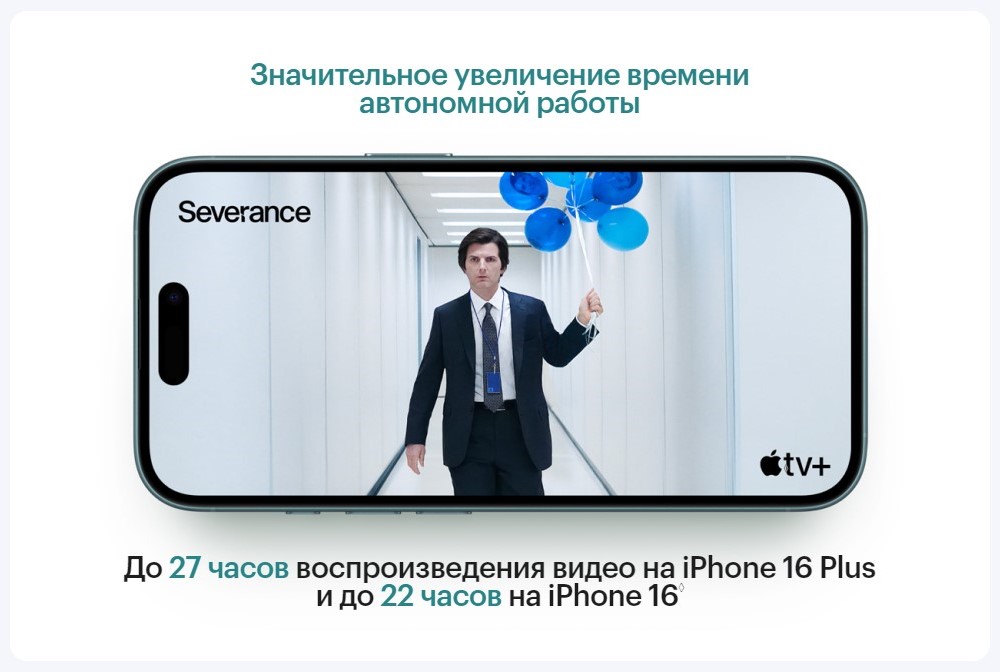 Значительное увеличение времени
автономной работы
Severance
tv+
До 27 часов воспроизведения видео на iPhone 16 Plus
и до 22 часов на iPhone 16◊